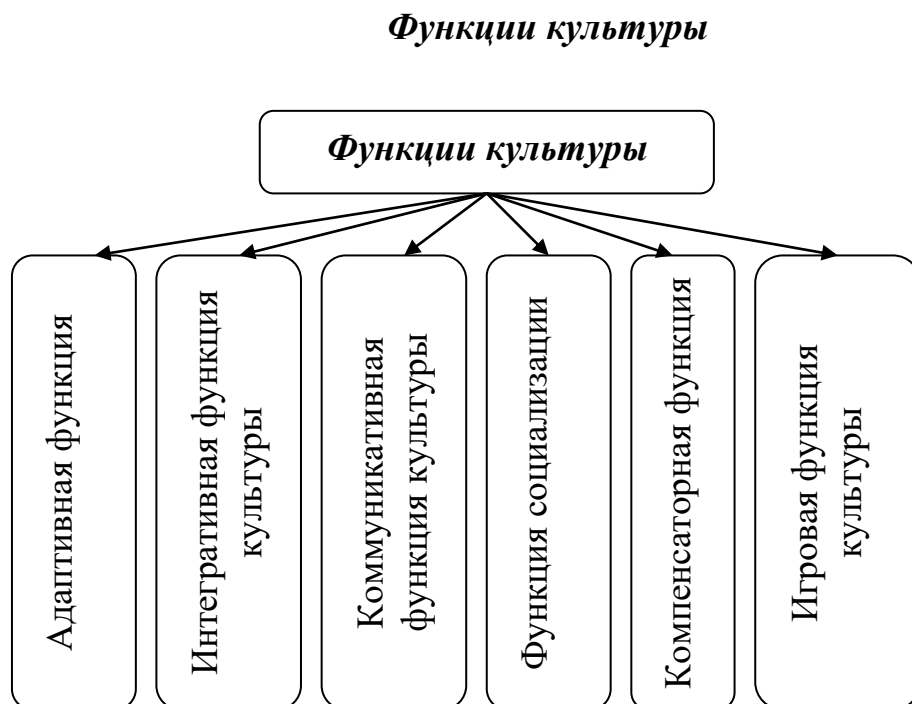 Функции культуры
Функции культуры
Адаптивная функция
Интегративная функция
культуры
Коммуникативная
функция культуры
Функция социализации
Компенсаторная функция
Игровая функция
культуры